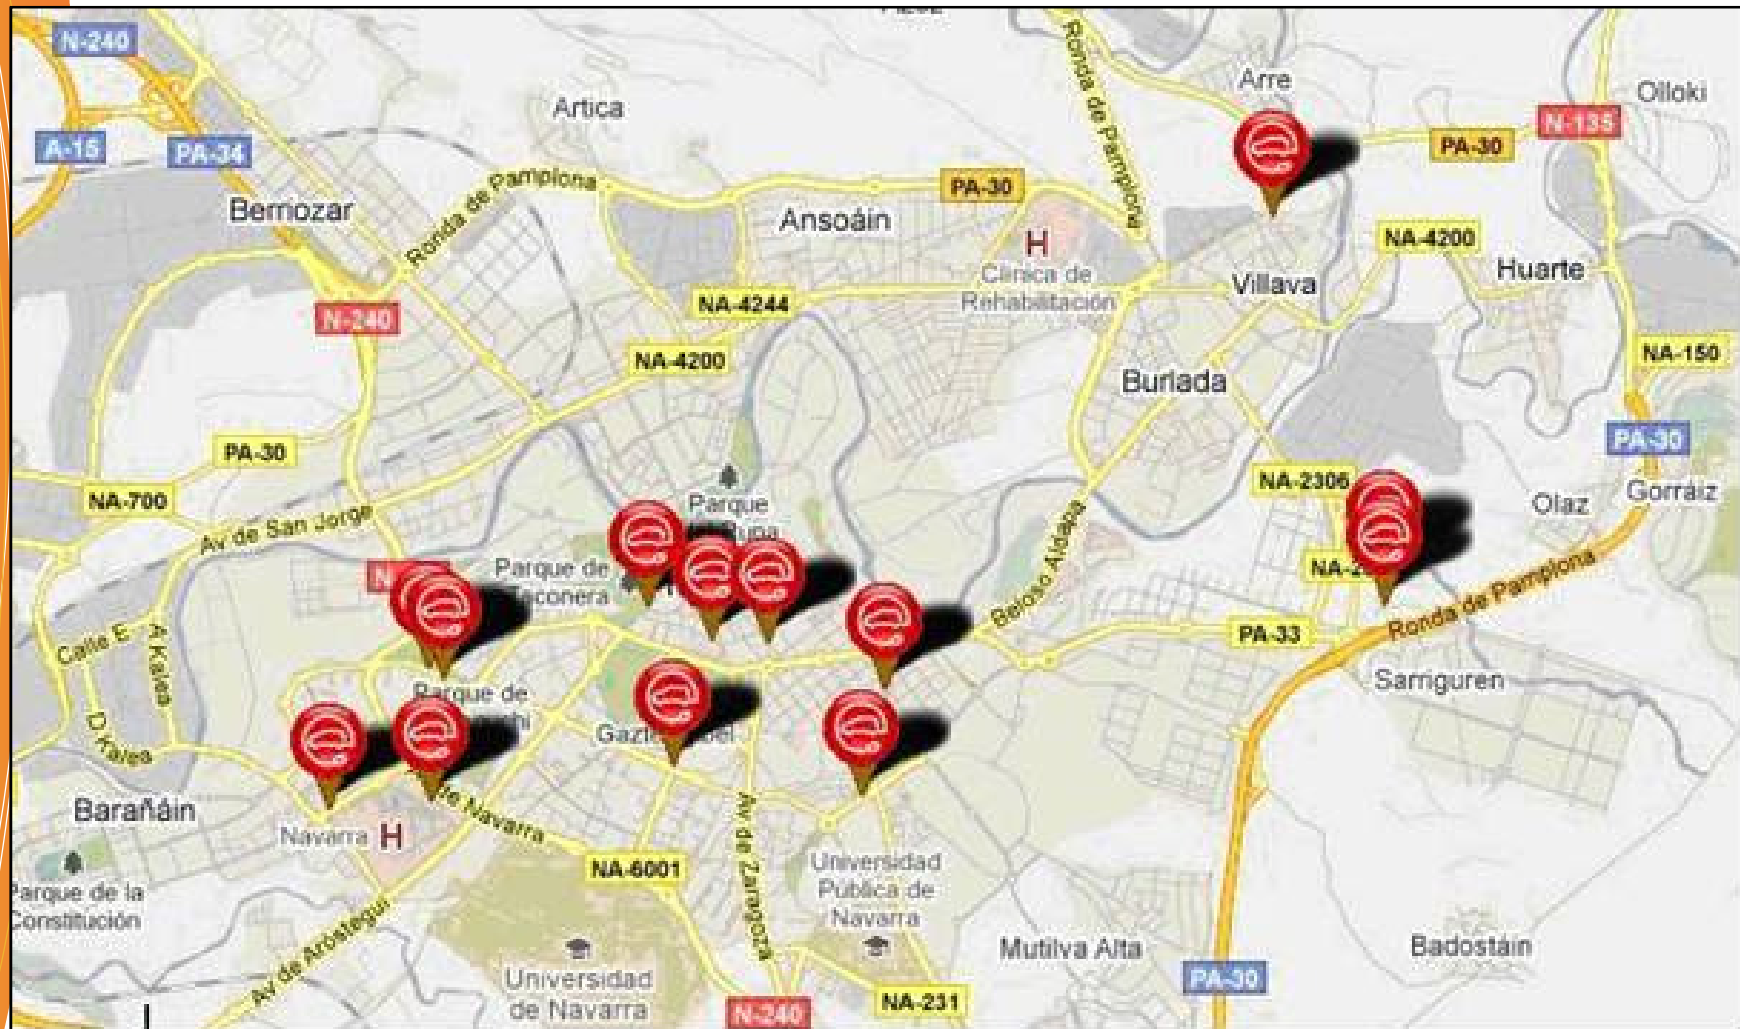 N-240
Arre
Olloki
Artica
N-135
A-15
PA-34
PA-30
Ronda de Pamplona
Ronda de Pamplona
PA-30
Berriozar
Ansoáin
H
NA-4200
Clínica de
Rehabilitación
Villava
Huarte
N-240
NA-4244
NA-4200
NA-150
Burlada
PA-30
PA-30
NA-700
NA-2306
Gorraiz
Olaz
Parque
Av de San Jorge
Parque de
Taconera
Beloso Aldapa
Ronda de Pamplona
PA-33
Calle E
A Kalea
Sarriguren
Parque de
D Kalea
Barañáin
Navarra H
de Navarra
Av de Zaragoza
NA-6001
Universidad
Pública de
Navarra
Parque de la
Constitución
Av de Aróstegui
Mutilva Alta
Badostáin
Universidad
de Navarra
PA-30
NA-231
N-240